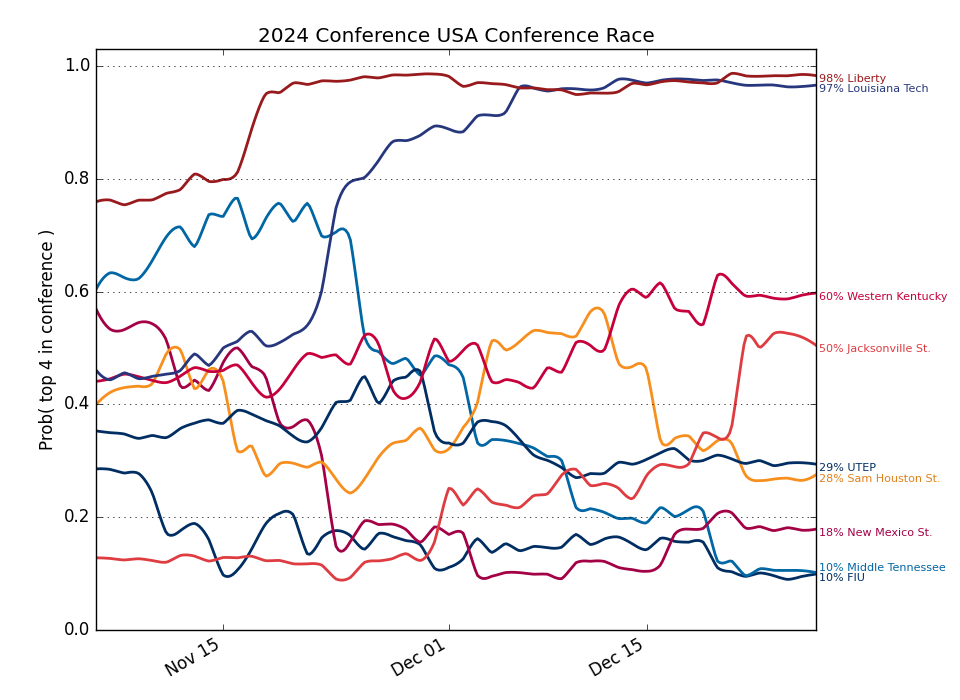 2024 Conference USA Conference Race
Prob( top 4 in conference )
1.0
0.8
0.6
0.4
0.2
0.0
Nov 15
Dec 01
Dec 15
98% Liberty
97% Louisiana Tech
60% Western Kentucky
50% Jacksonville St.
29% UTEP
28% Sam Houston St.
18% New Mexico St.
10% Middle Tennessee
10% FIU